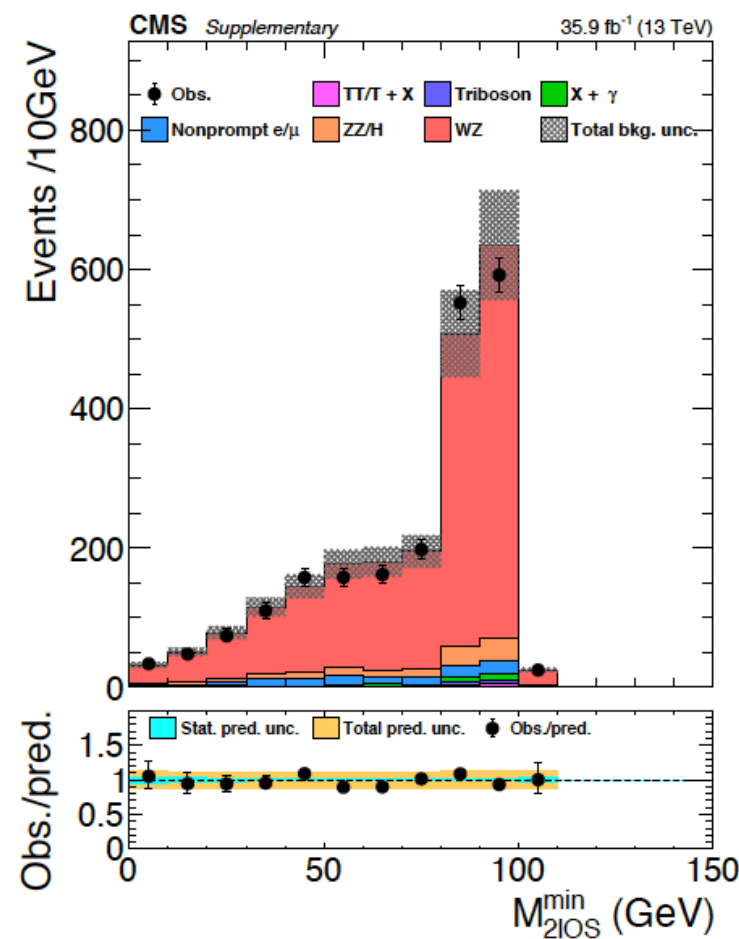 CMS Supplementary 35.9 fb⁻¹ (13 TeV)
Obs. TT/T + X Triboson X + γ
Nonprompt e/μ ZZ/H WZ Total bkg. unc.
Events /10GeV
800
600
400
200
0
Stat. pred. unc. Total pred. unc. Obs./pred.
Obs./pred.
1.5
1
0.5
0
0 50 100 150
M_{2lOS}^{min} (GeV)